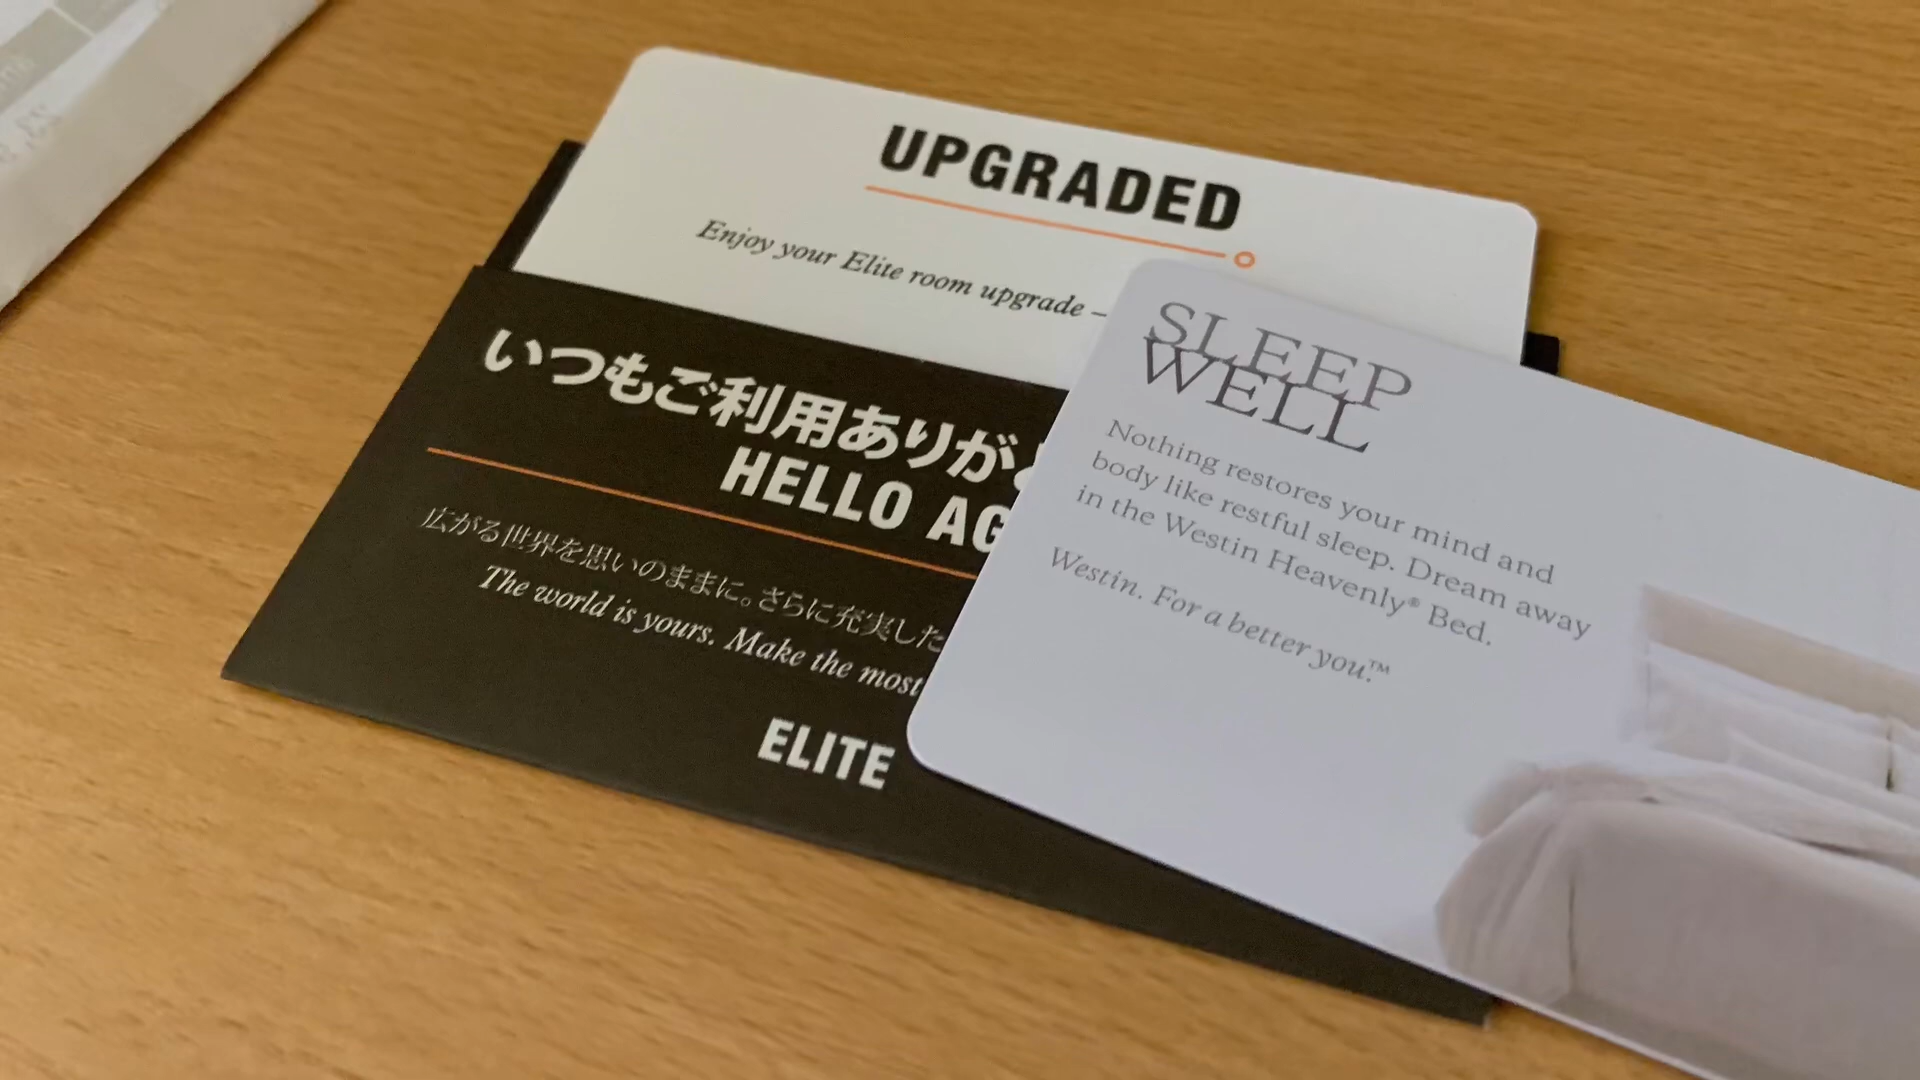 UPGRADED
Enjoy your Elite room upgrade –
いつもご利用ありが
HELLO
広がる世界を思いのままに。さらに充実した
The world is yours. Make the most
ELITE
SLEEP
WELL
Nothing restores your mind and
body like restful sleep. Dream away
in the Westin Heavenly® Bed.
Westin. For a better you.™